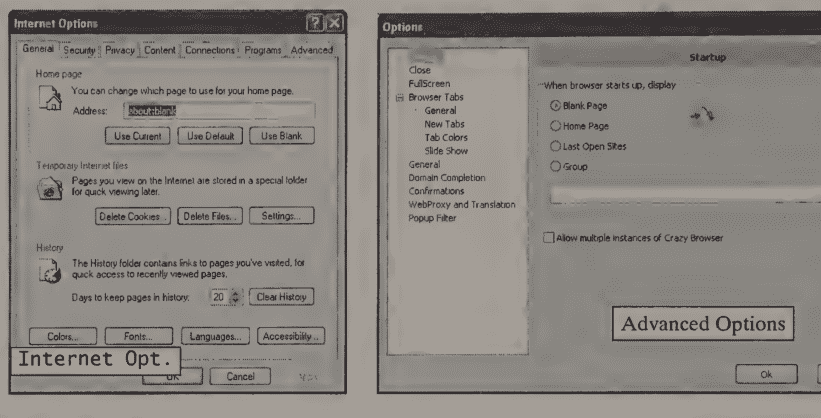 Internet Options
General Security Privacy Content Connections Programs Advanced
Home page
You can change which page to use for your home page.
Address: about:blank
Use Current Use Default Use Blank
Temporary Internet files
Pages you view on the Internet are stored in a special folder
for quick viewing later.
Delete Cookies... Delete Files... Settings...
History
The History folder contains links to pages you've visited, for
quick access to recently viewed pages.
Days to keep pages in history: 20 Clear History
Colors... Fonts... Languages... Accessibility...
Internet Opt.
OK Cancel
Options
Close
FullScreen
Browser Tabs
General
New Tabs
Tab Colors
Slide Show
General
Domain Completion
Confirmations
WebProxy and Translation
Popup Filter
Startup
When browser starts up, display
Blank Page
Home Page
Last Open Sites
Group
Allow multiple instances of Crazy Browser
Advanced Options
Ok